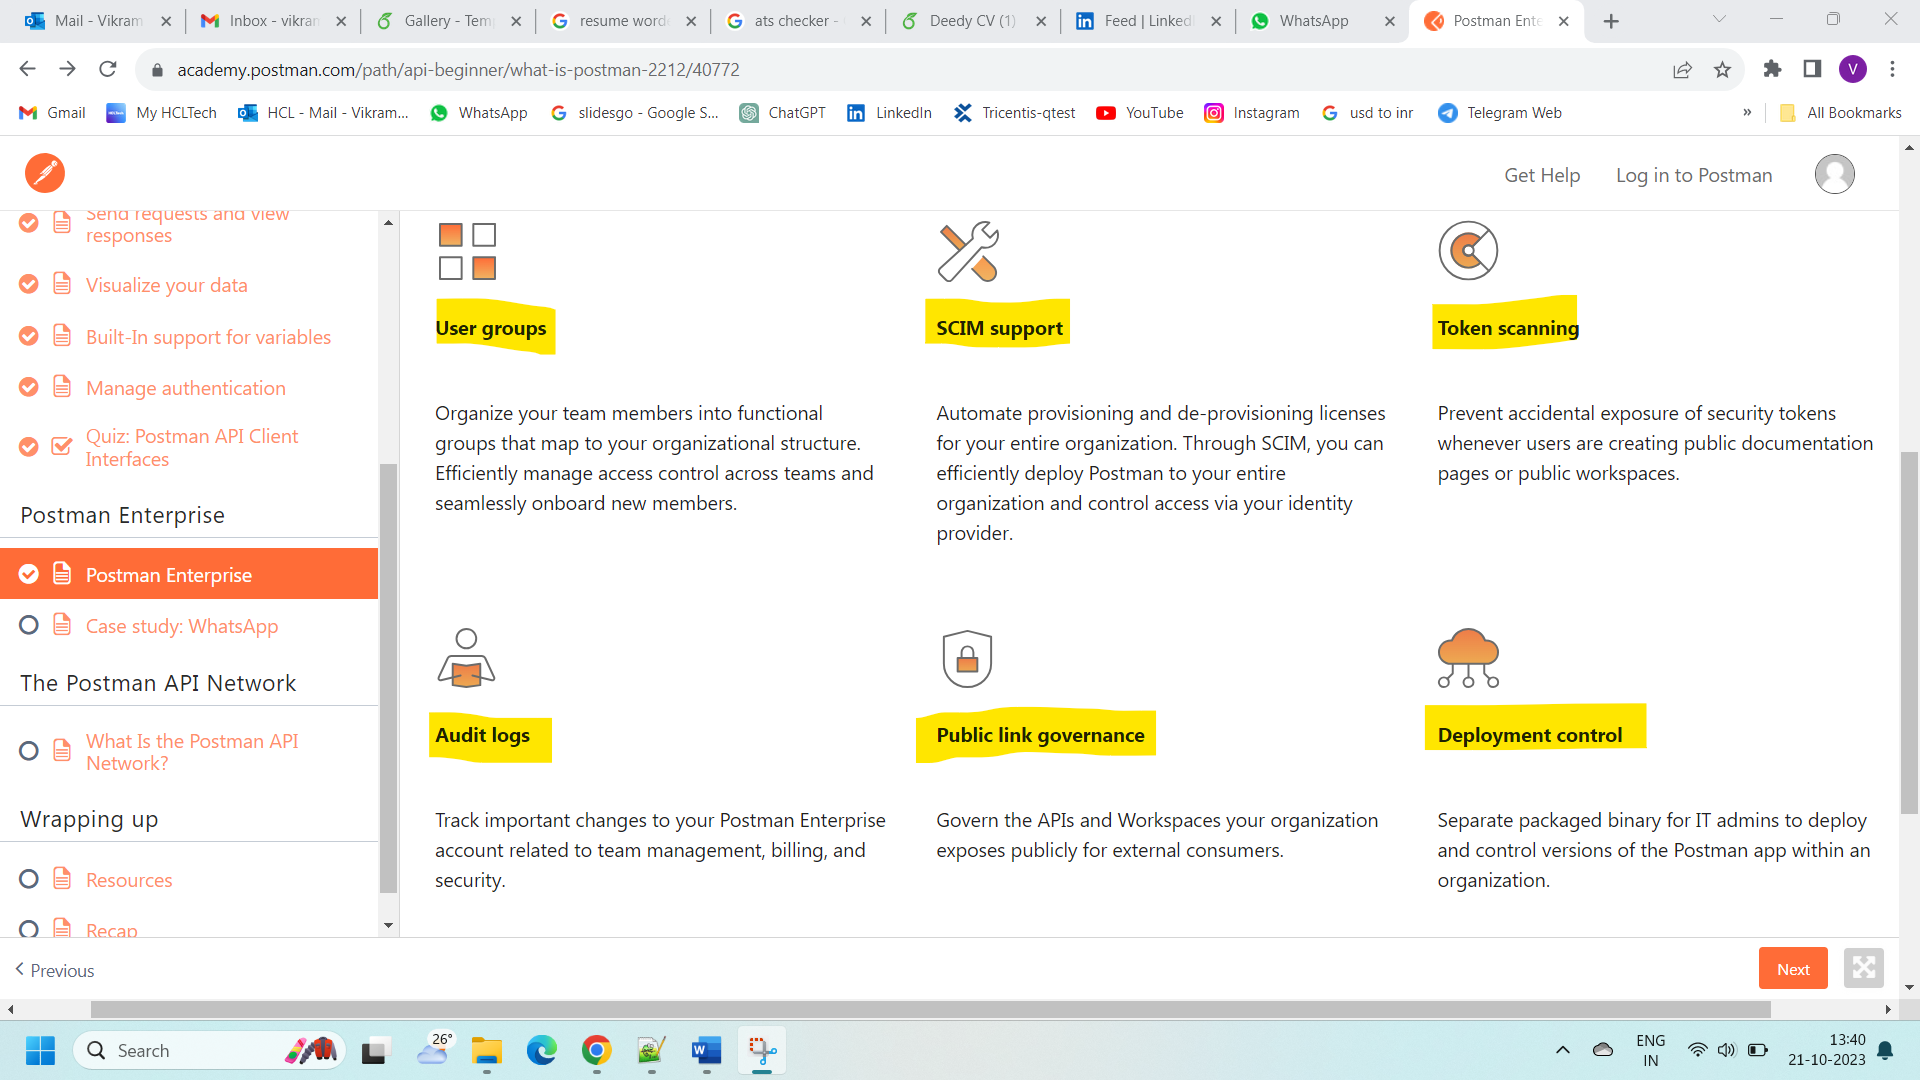 Mail - Vikram
Inbox - vikran
Gallery - Tem
resume word
ats checker -
Deedy CV (1)
Feed | Linked
WhatsApp
Postman Ente
academy.postman.com/path/api-beginner/what-is-postman-2212/40772
V
Gmail
My HCLTech
HCL - Mail - Vikram...
WhatsApp
slidesgo - Google S...
ChatGPT
LinkedIn
Tricentis-qtest
YouTube
Instagram
usd to inr
Telegram Web
»
All Bookmarks
Get Help
Log in to Postman
Send requests and view
responses
Visualize your data
Built-In support for variables
Manage authentication
Quiz: Postman API Client
Interfaces
Postman Enterprise
Postman Enterprise
Case study: WhatsApp
The Postman API Network
What Is the Postman API
Network?
Wrapping up
Resources
Recap
User groups
Organize your team members into functional
groups that map to your organizational structure.
Efficiently manage access control across teams and
seamlessly onboard new members.
SCIM support
Automate provisioning and de-provisioning licenses
for your entire organization. Through SCIM, you can
efficiently deploy Postman to your entire
organization and control access via your identity
provider.
Token scanning
Prevent accidental exposure of security tokens
whenever users are creating public documentation
pages or public workspaces.
Audit logs
Track important changes to your Postman Enterprise
account related to team management, billing, and
security.
Public link governance
Govern the APIs and Workspaces your organization
exposes publicly for external consumers.
Deployment control
Separate packaged binary for IT admins to deploy
and control versions of the Postman app within an
organization.
Previous
Next
Search
26°
ENG
IN
13:40
21-10-2023